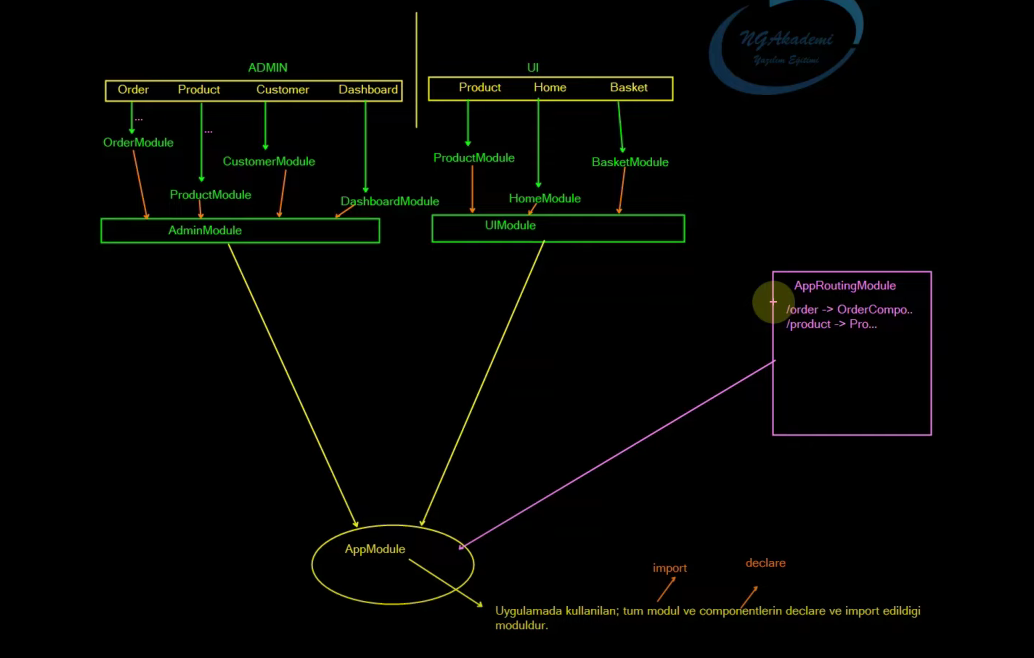 NGAkademi
Yazılım Eğitimi
ADMIN
UI
Order Product Customer Dashboard
Product Home Basket
...
...
OrderModule
CustomerModule
ProductModule
DashboardModule
ProductModule
BasketModule
HomeModule
AdminModule
UIModule
AppRoutingModule
/order -> OrderCompo..
/product -> Pro...
AppModule
import
declare
Uygulamada kullanilan; tum modul ve componentlerin declare ve import edildigi
moduldur.